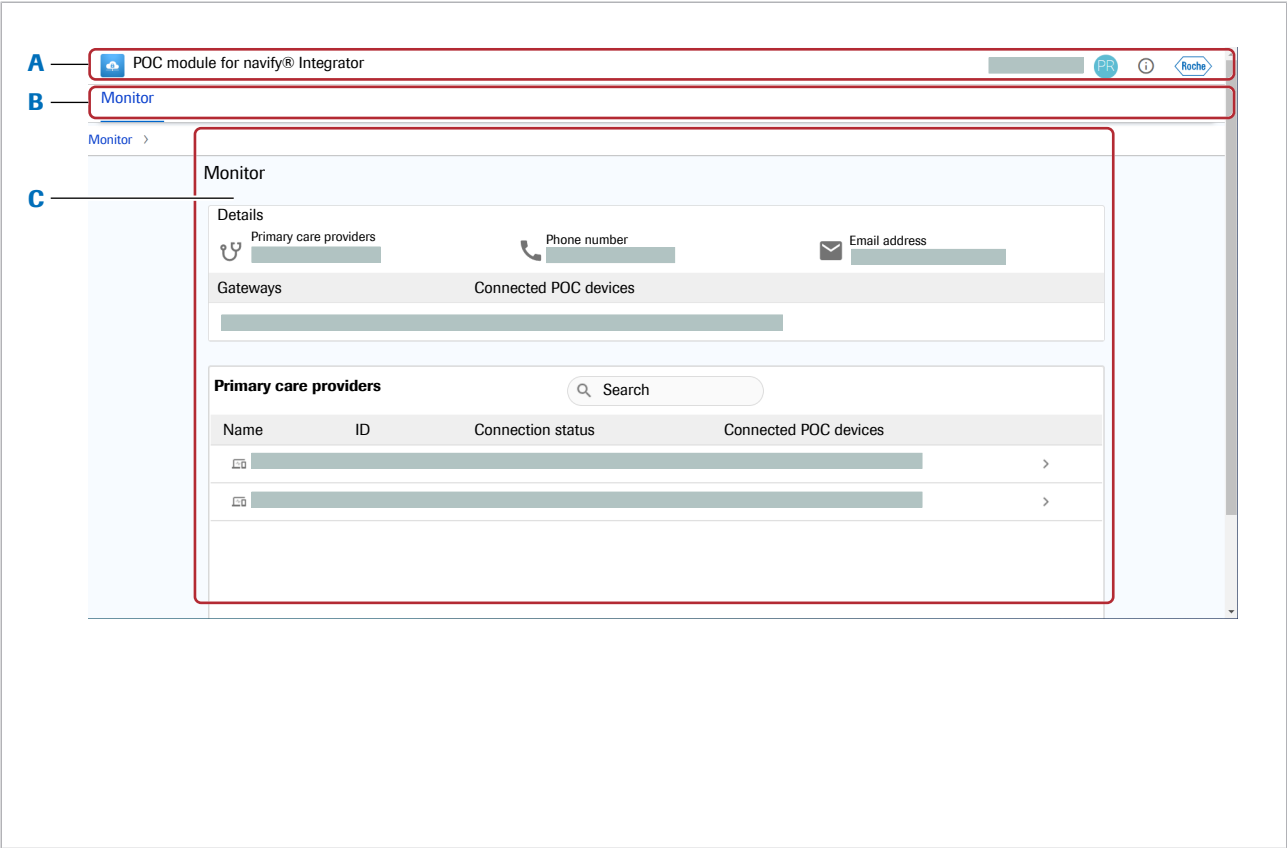 A
POC module for navify® Integrator
PR
Roche
B
Monitor
Monitor >
C
Monitor
Details
Primary care providers
Phone number
Email address
Gateways Connected POC devices
Primary care providers
Search
Name ID Connection status Connected POC devices